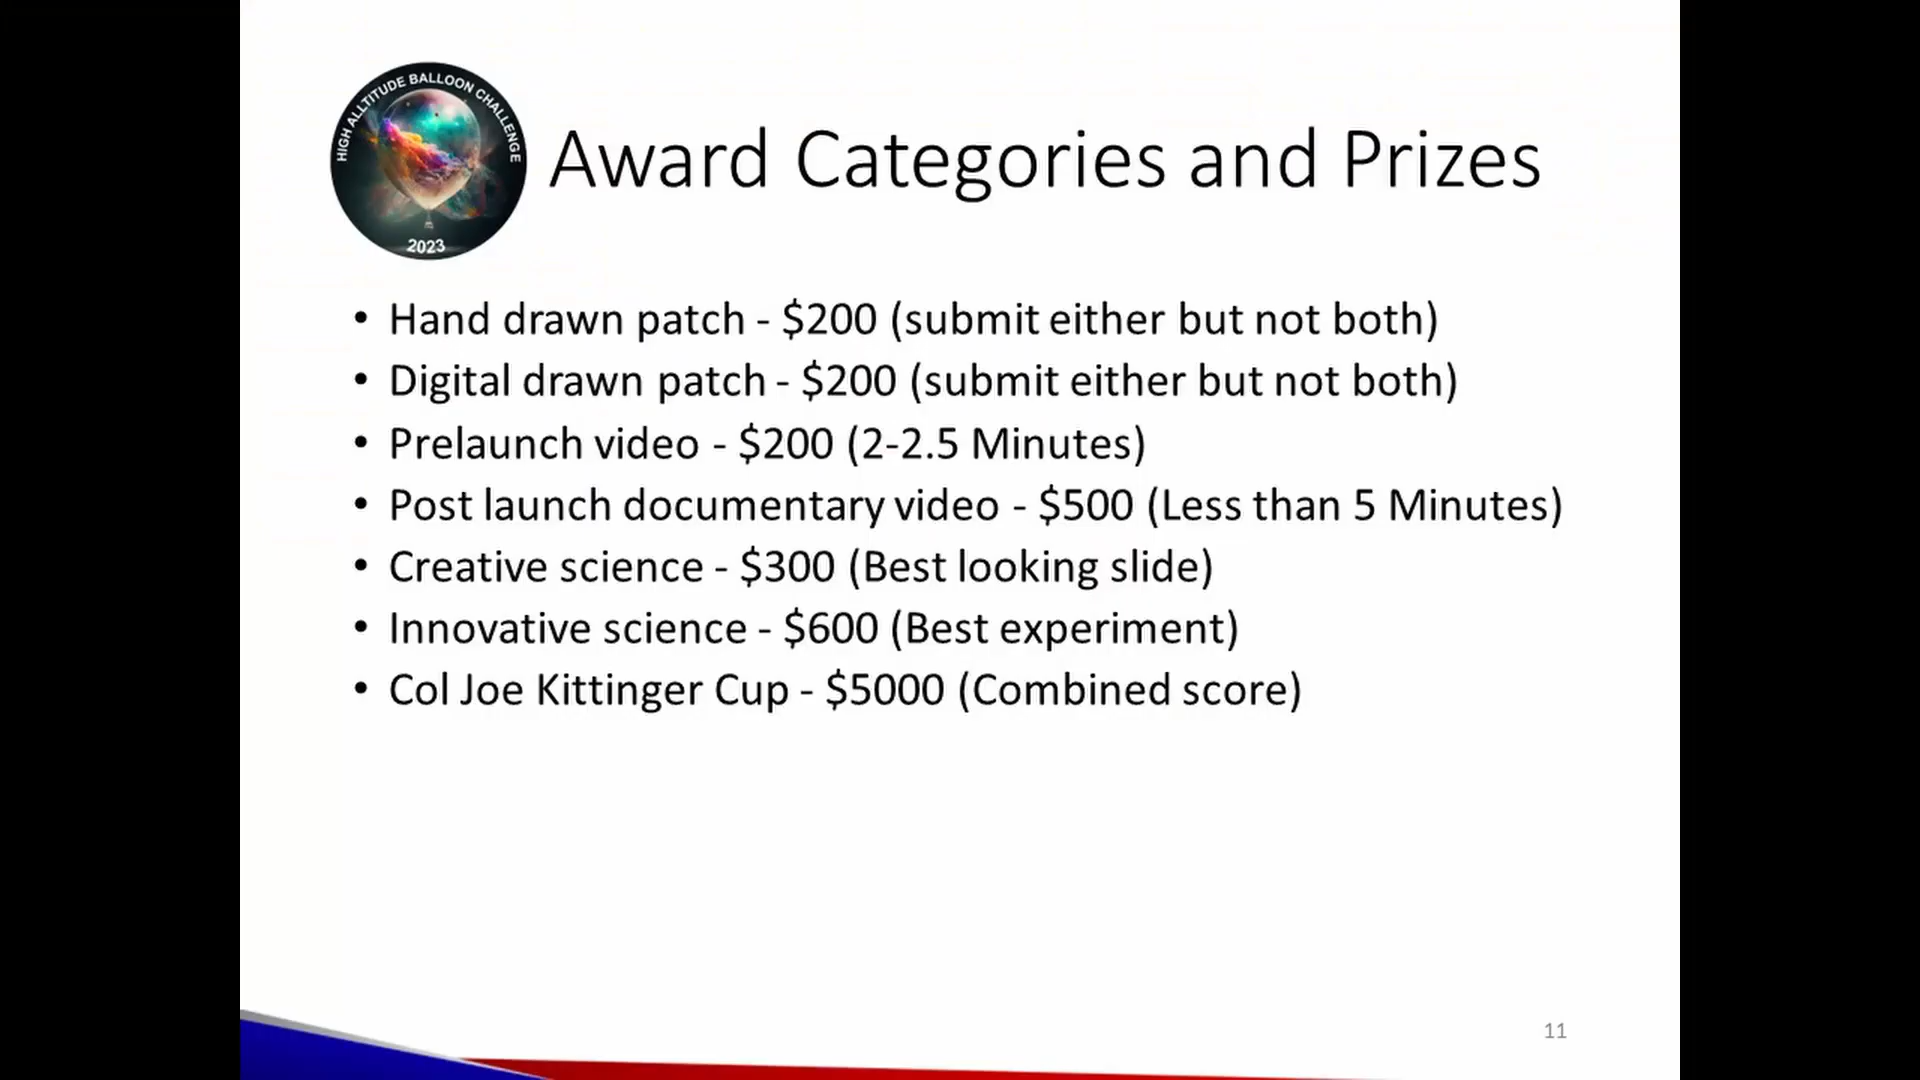 HIGH ALLTITUDE BALLOON CHALLENGE
2023
Award Categories and Prizes
• Hand drawn patch - $200 (submit either but not both)
• Digital drawn patch - $200 (submit either but not both)
• Prelaunch video - $200 (2-2.5 Minutes)
• Post launch documentary video - $500 (Less than 5 Minutes)
• Creative science - $300 (Best looking slide)
• Innovative science - $600 (Best experiment)
• Col Joe Kittinger Cup - $5000 (Combined score)
11